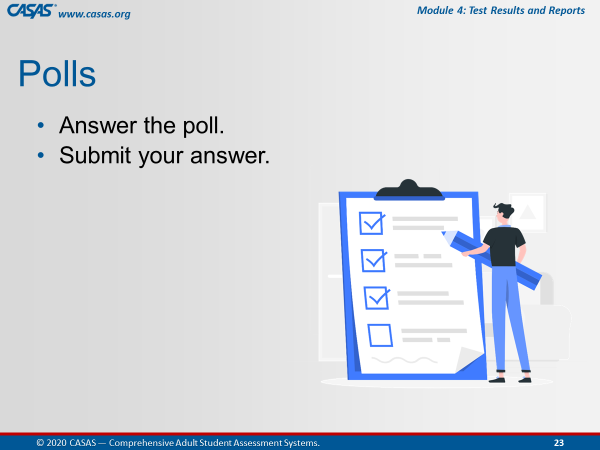 CASAS® www.casas.org
Module 4: Test Results and Reports
Polls
• Answer the poll.
• Submit your answer.
© 2020 CASAS — Comprehensive Adult Student Assessment Systems.
23